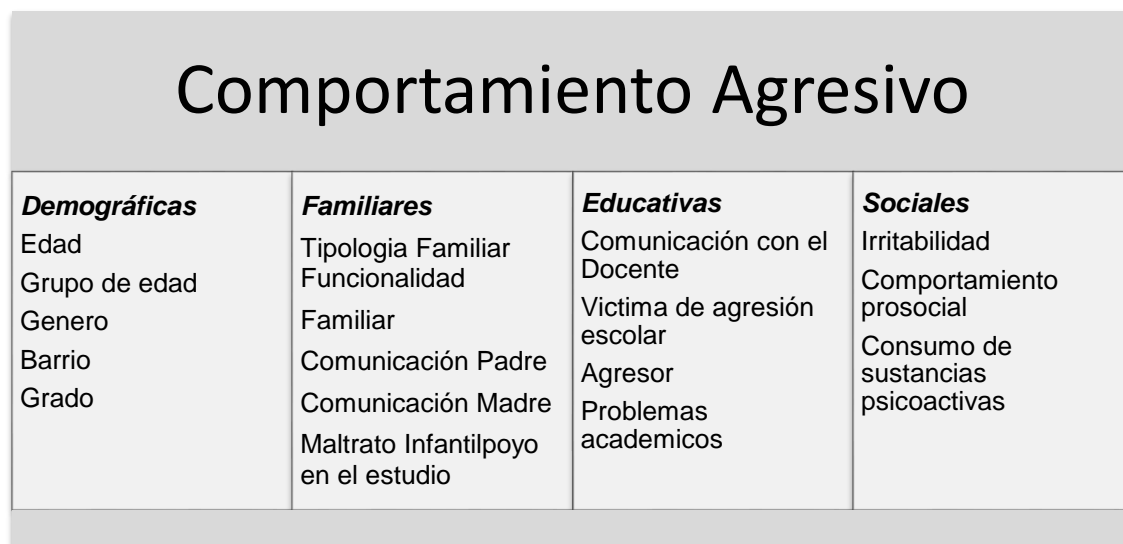 Comportamiento Agresivo
Demográficas
Edad
Grupo de edad
Genero
Barrio
Grado
Familiares
Tipologia Familiar
Funcionalidad
Familiar
Comunicación Padre
Comunicación Madre
Maltrato Infantilpoyo
en el estudio
Educativas
Comunicación con el
Docente
Victima de agresión
escolar
Agresor
Problemas
academicos
Sociales
Irritabilidad
Comportamiento
prosocial
Consumo de
sustancias
psicoactivas